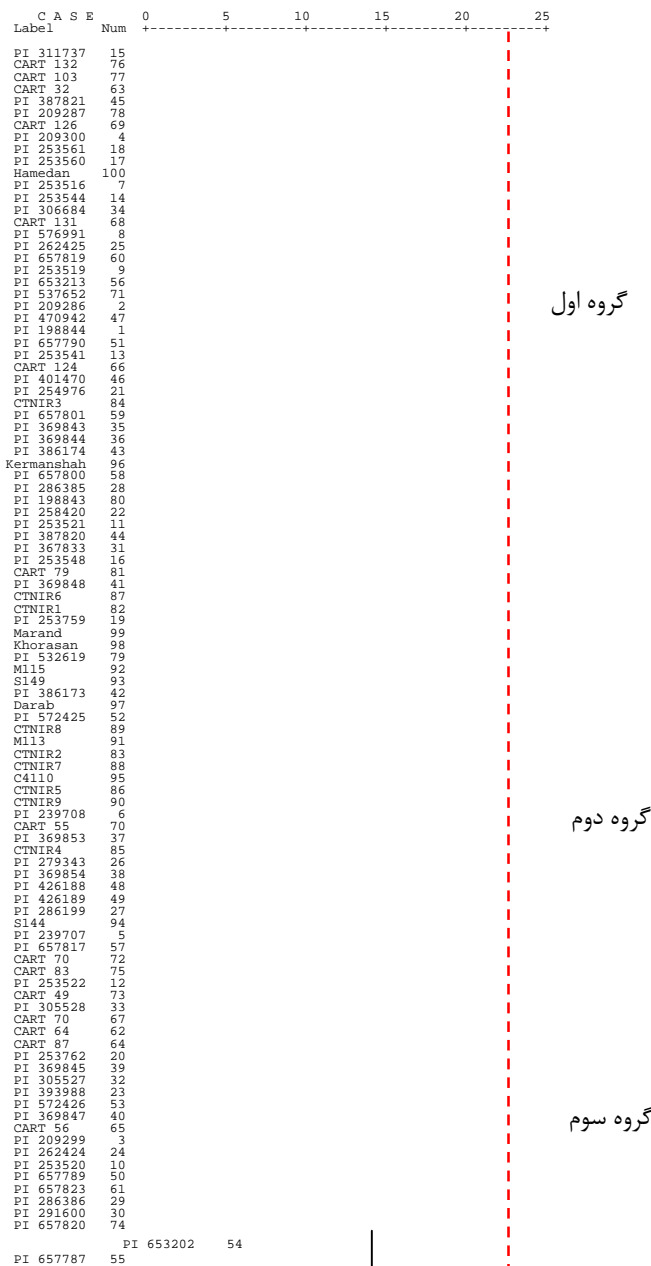 C A S E 0 5 10 15 20 25
Label Num +---------+---------+---------+---------+---------+
PI 311737 15
CART 132 76
CART 103 77
CART 32 63
PI 387821 45
PI 209287 78
CART 126 69
PI 209300 4
PI 253561 18
PI 253560 17
Hamedan 100
PI 253516 7
PI 253544 14
PI 306684 34
CART 131 68
PI 576991 8
PI 262425 25
PI 657819 60
PI 253519 9
PI 653213 56
PI 537652 71
گروه اول
PI 209286 2
PI 470942 47
PI 198844 1
PI 657790 51
PI 253541 13
CART 124 66
PI 401470 46
PI 254976 21
CTNIR3 84
PI 657801 59
PI 369843 35
PI 369844 36
PI 386174 43
Kermanshah 96
PI 657800 58
PI 286385 28
PI 198843 80
PI 258420 22
PI 253521 11
PI 387820 44
PI 367833 31
PI 253548 16
CART 79 81
PI 369848 41
CTNIR6 87
CTNIR1 82
PI 253759 19
Marand 99
Khorasan 98
PI 532619 79
M115 92
S149 93
PI 386173 42
Darab 97
PI 572425 52
CTNIR8 89
M113 91
CTNIR2 83
CTNIR7 88
C4110 95
CTNIR5 86
CTNIR9 90
PI 239708 6
گروه دوم
CART 55 70
PI 369853 37
CTNIR4 85
PI 279343 26
PI 369854 38
PI 426188 48
PI 426189 49
PI 286199 27
S144 94
PI 239707 5
PI 657817 57
CART 70 72
CART 83 75
PI 253522 12
CART 49 73
PI 305528 33
CART 70 67
CART 64 62
CART 87 64
PI 253762 20
PI 369845 39
PI 305527 32
PI 393988 23
PI 572426 53
PI 369847 40
گروه سوم
CART 56 65
PI 209299 3
PI 262424 24
PI 253520 10
PI 657789 50
PI 657823 61
PI 286386 29
PI 291600 30
PI 657820 74
PI 653202 54
PI 657787 55